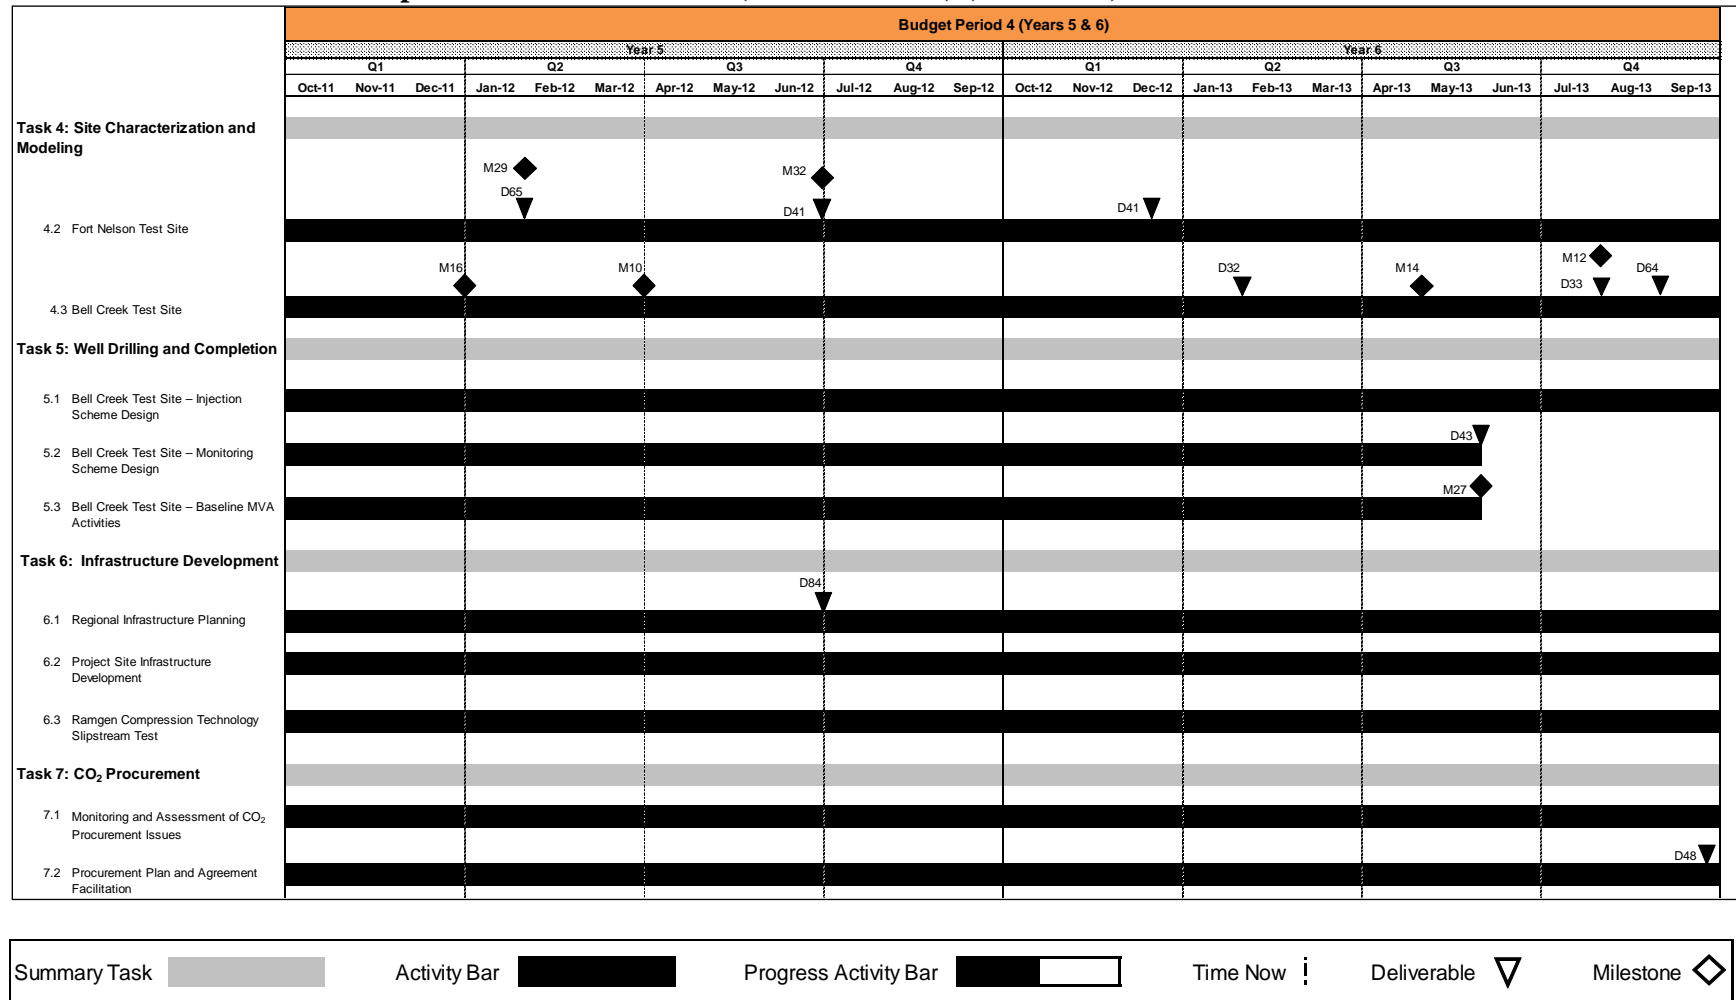 Budget Period 4 (Years 5 & 6)
Year 5 Year 6
Q1 Q2 Q3 Q4 Q1 Q2 Q3 Q4
Oct-11 Nov-11 Dec-11 Jan-12 Feb-12 Mar-12 Apr-12 May-12 Jun-12 Jul-12 Aug-12 Sep-12 Oct-12 Nov-12 Dec-12 Jan-13 Feb-13 Mar-13 Apr-13 May-13 Jun-13 Jul-13 Aug-13 Sep-13
Task 4: Site Characterization and
Modeling
M29 M32
D65 D41 D41
4.2 Fort Nelson Test Site
M12
M16 M10 D32 M14 D64
D33
4.3 Bell Creek Test Site
Task 5: Well Drilling and Completion
5.1 Bell Creek Test Site – Injection
Scheme Design
D43
5.2 Bell Creek Test Site – Monitoring
Scheme Design
M27
5.3 Bell Creek Test Site – Baseline MVA
Activities
Task 6: Infrastructure Development
D84
6.1 Regional Infrastructure Planning
6.2 Project Site Infrastructure
Development
6.3 Ramgen Compression Technology
Slipstream Test
Task 7: CO₂ Procurement
7.1 Monitoring and Assessment of CO₂
Procurement Issues
D48
7.2 Procurement Plan and Agreement
Facilitation
Summary Task Activity Bar Progress Activity Bar Time Now Deliverable Milestone